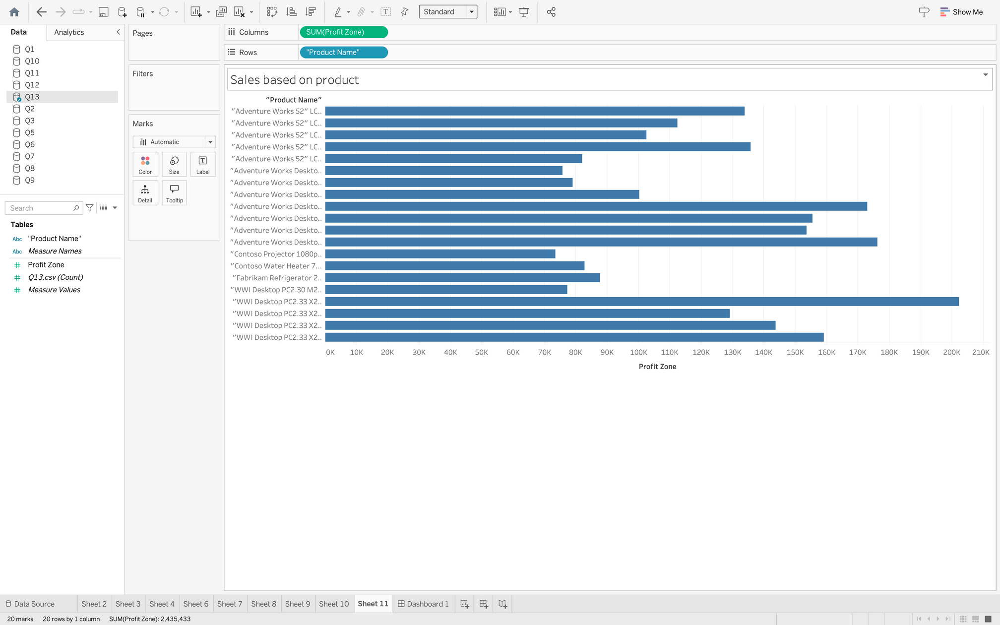 Standard
Show Me
Data
Analytics
Q1
Q10
Q11
Q12
Q13
Q2
Q3
Q5
Q6
Q7
Q8
Q9
Search
Tables
Abc "Product Name"
Abc Measure Names
# Profit Zone
# Q13.csv (Count)
# Measure Values
Pages
Filters
Marks
Automatic
Color
Size
T
Label
Detail
Tooltip
Columns
SUM(Profit Zone)
Rows
"Product Name"
Sales based on product
"Product Name"
"Adventure Works 52" LC..
"Adventure Works 52" LC..
"Adventure Works 52" LC..
"Adventure Works 52" LC..
"Adventure Works 52" LC..
"Adventure Works Deskto..
"Adventure Works Deskto..
"Adventure Works Deskto..
"Adventure Works Deskto..
"Adventure Works Deskto..
"Adventure Works Deskto..
"Adventure Works Deskto..
"Contoso Projector 1080p..
"Contoso Water Heater 7...
"Fabrikam Refrigerator 2..
"WWI Desktop PC2.30 M2..
"WWI Desktop PC2.33 X2..
"WWI Desktop PC2.33 X2..
"WWI Desktop PC2.33 X2..
"WWI Desktop PC2.33 X2..
0K 10K 20K 30K 40K 50K 60K 70K 80K 90K 100K 110K 120K 130K 140K 150K 160K 170K 180K 190K 200K 210K
Profit Zone
Data Source Sheet 2 Sheet 3 Sheet 4 Sheet 6 Sheet 7 Sheet 8 Sheet 9 Sheet 10 Sheet 11 Dashboard 1
20 marks 20 rows by 1 column SUM(Profit Zone): 2,435,433